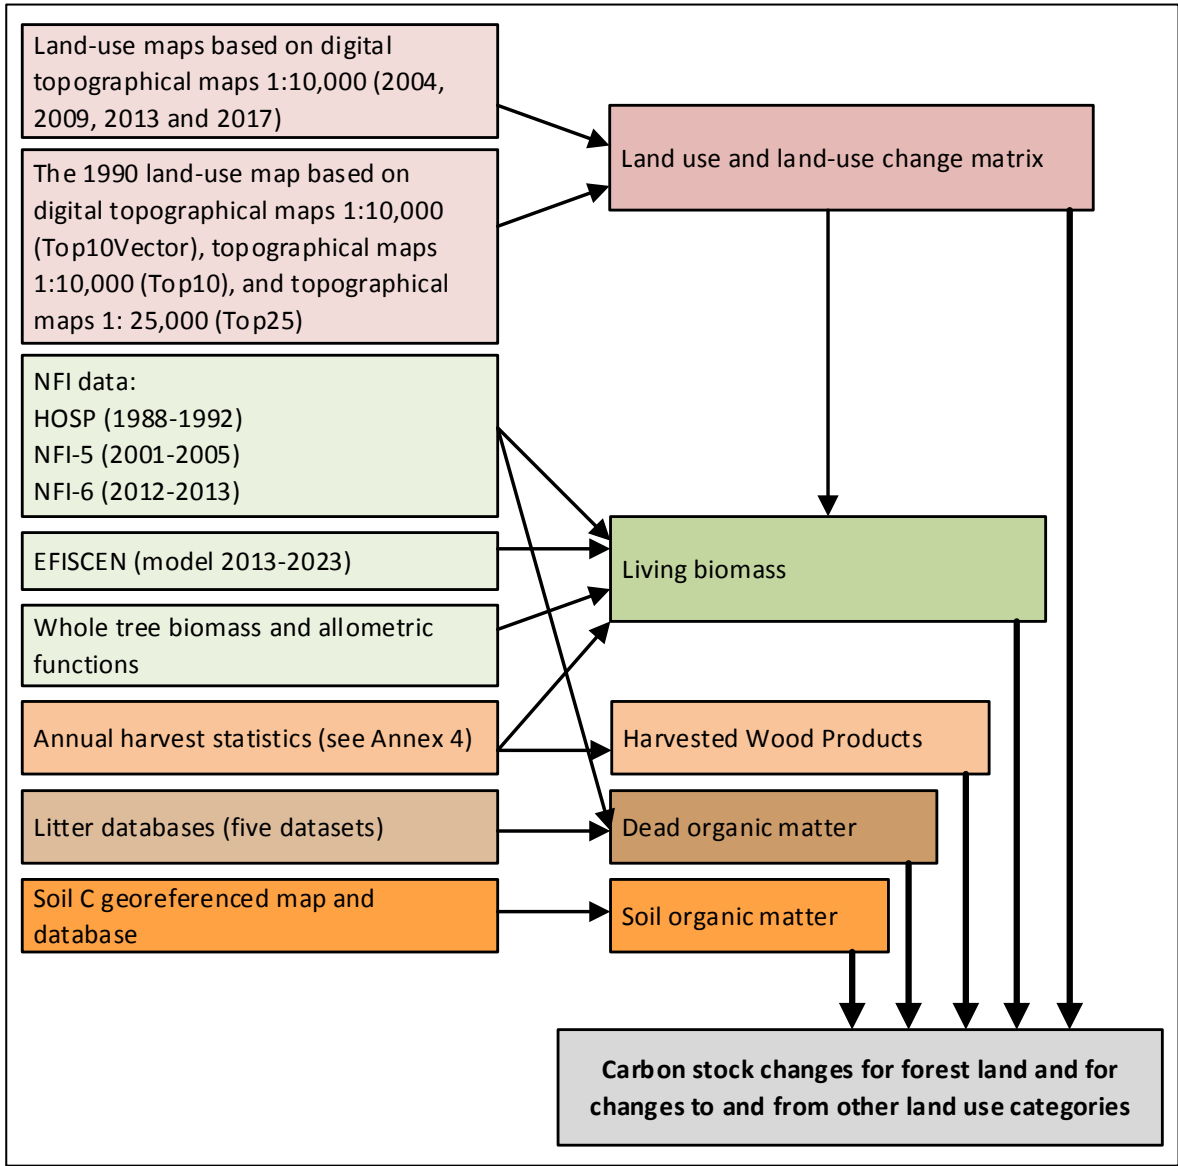 Land-use maps based on digital
topographical maps 1:10,000 (2004,
2009, 2013 and 2017)
Land use and land-use change matrix
The 1990 land-use map based on
digital topographical maps 1:10,000
(Top10Vector), topographical maps
1:10,000 (Top10), and topographical
maps 1: 25,000 (Top25)
NFI data:
HOSP (1988-1992)
NFI-5 (2001-2005)
NFI-6 (2012-2013)
EFISCEN (model 2013-2023)
Living biomass
Whole tree biomass and allometric
functions
Annual harvest statistics (see Annex 4)
Harvested Wood Products
Litter databases (five datasets)
Dead organic matter
Soil C georeferenced map and
database
Soil organic matter
Carbon stock changes for forest land and for
changes to and from other land use categories